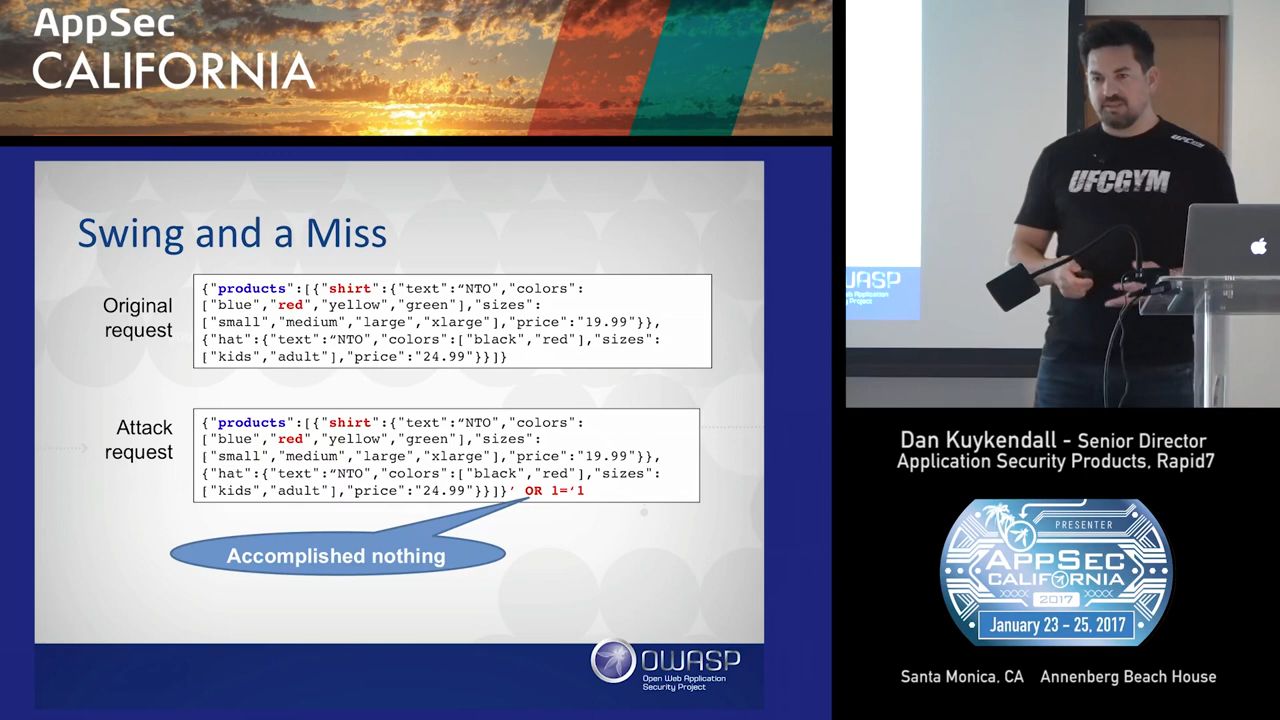 AppSec
CALIFORNIA
Swing and a Miss
Original
request
{"products":[{"shirt":{"text":“NTO","colors":
["blue","red","yellow","green"],"sizes":
["small","medium","large","xlarge"],"price":"19.99"}},
{"hat":{"text":“NTO","colors":["black","red"],"sizes":
["kids","adult"],"price":"24.99"}}]}
Attack
request
{"products":[{"shirt":{"text":“NTO","colors":
["blue","red","yellow","green"],"sizes":
["small","medium","large","xlarge"],"price":"19.99"}},
{"hat":{"text":“NTO","colors":["black","red"],"sizes":
["kids","adult"],"price":"24.99"}}]}’ OR 1=‘1
Accomplished nothing
OWASP
Open Web Application
Security Project
UFCGYM
Dan Kuykendall - Senior Director
Application Security Products, Rapid7
PRESENTER
APPSEC
CALIFORNIA
2017
January 23 - 25, 2017
Santa Monica, CA Annenberg Beach House